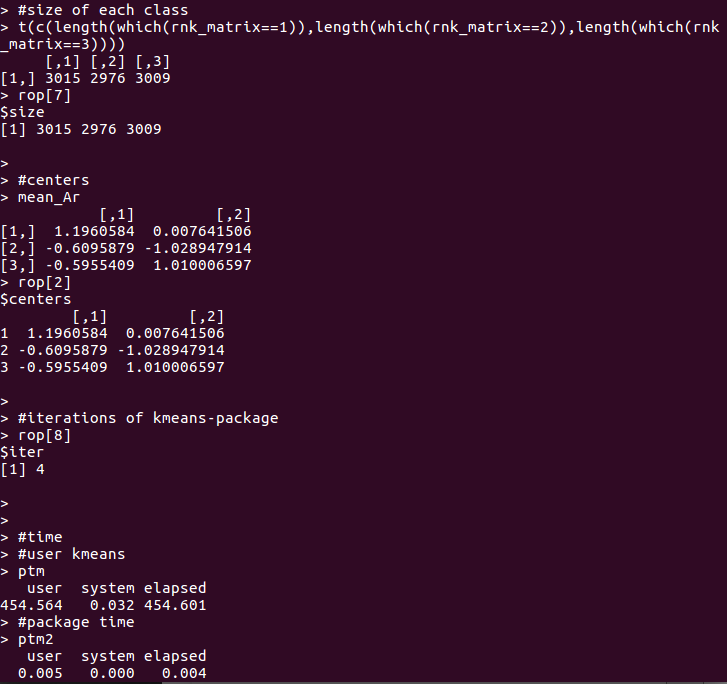 > #size of each class
> t(c(length(which(rnk_matrix==1)),length(which(rnk_matrix==2)),length(which(rnk
_matrix==3))))
     [,1] [,2] [,3]
[1,] 3015 2976 3009
> rop[7]
$size
[1] 3015 2976 3009

>
> #centers
> mean_Ar
           [,1]         [,2]
[1,]  1.1960584  0.007641506
[2,] -0.6095879 -1.028947914
[3,] -0.5955409  1.010006597
> rop[2]
$centers
        [,1]         [,2]
1  1.1960584  0.007641506
2 -0.6095879 -1.028947914
3 -0.5955409  1.010006597

>
> #iterations of kmeans-package
> rop[8]
$iter
[1] 4

>
>
> #time
> #user kmeans
> ptm
   user  system elapsed
454.564   0.032 454.601
> #package time
> ptm2
   user  system elapsed
  0.005   0.000   0.004